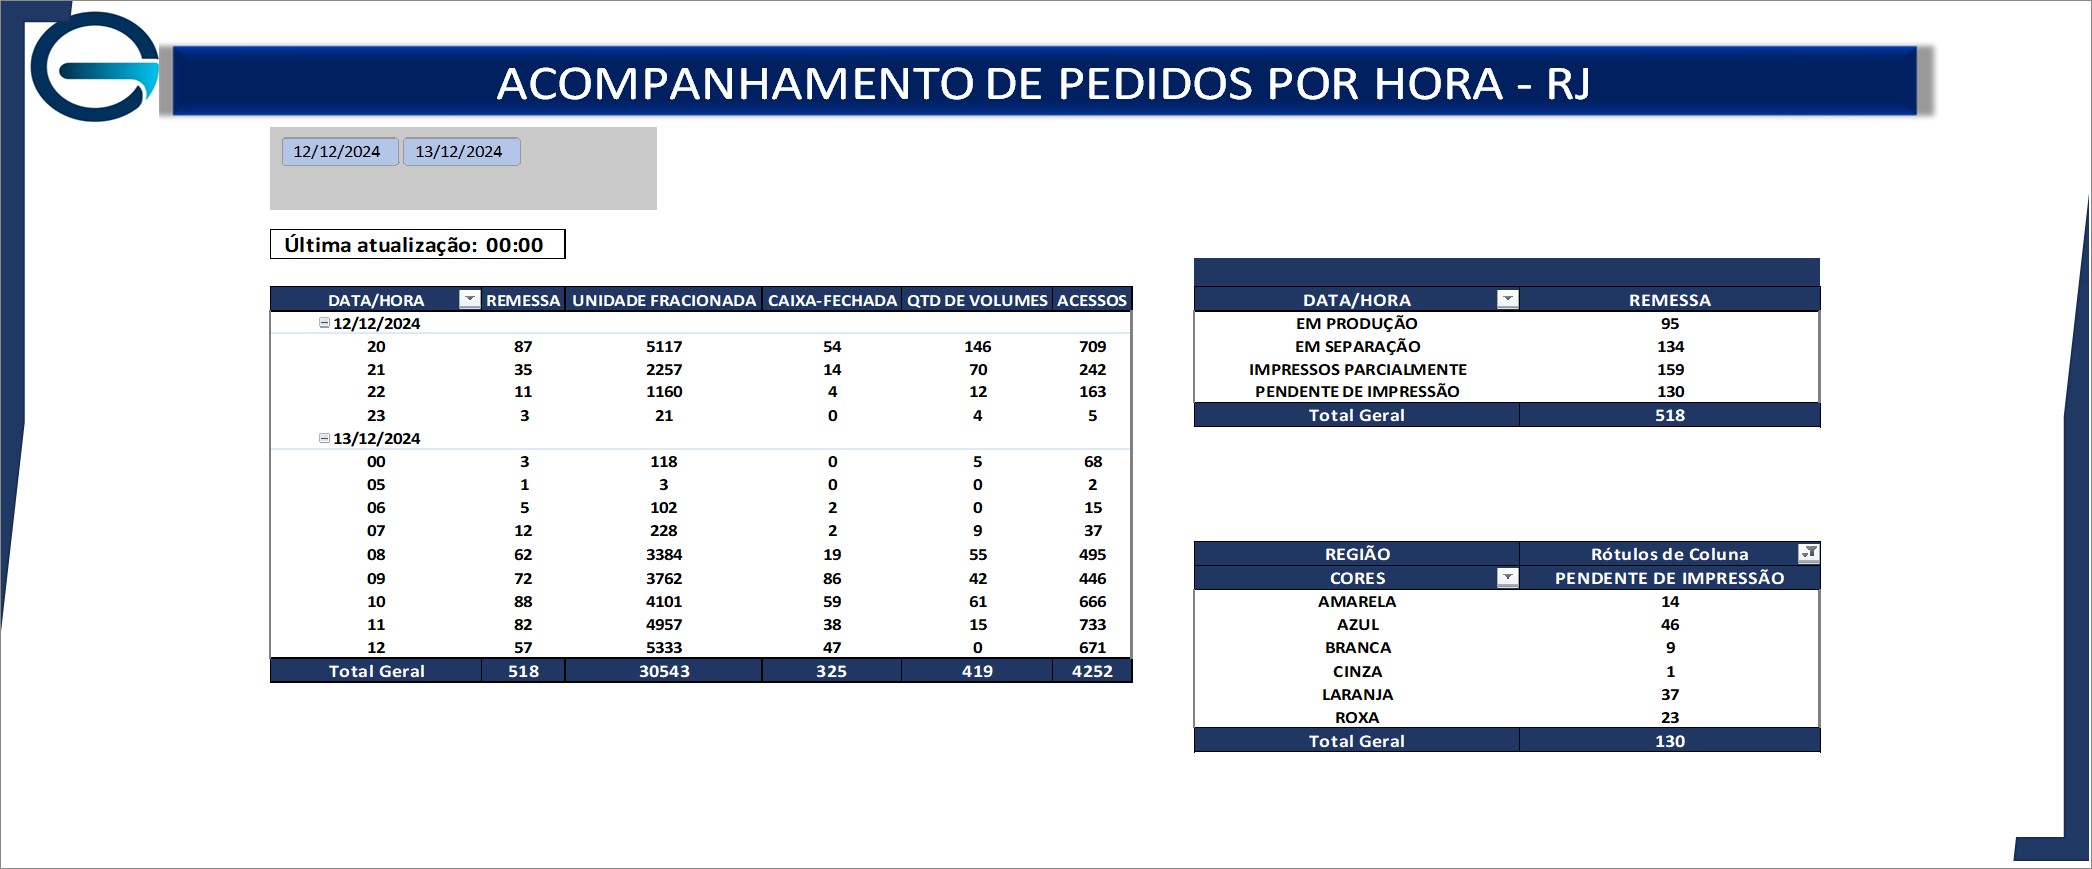 ACOMPANHAMENTO DE PEDIDOS POR HORA - RJ
12/12/2024 13/12/2024
Última atualização: 00:00
DATA/HORA REMESSA UNIDADE FRACIONADA CAIXA-FECHADA QTD DE VOLUMES ACESSOS
12/12/2024
20 87 5117 54 146 709
21 35 2257 14 70 242
22 11 1160 4 12 163
23 3 21 0 4 5
13/12/2024
00 3 118 0 5 68
05 1 3 0 0 2
06 5 102 2 0 15
07 12 228 2 9 37
08 62 3384 19 55 495
09 72 3762 86 42 446
10 88 4101 59 61 666
11 82 4957 38 15 733
12 57 5333 47 0 671
Total Geral 518 30543 325 419 4252
DATA/HORA REMESSA
EM PRODUÇÃO 95
EM SEPARAÇÃO 134
IMPRESSOS PARCIALMENTE 159
PENDENTE DE IMPRESSÃO 130
Total Geral 518
REGIÃO Rótulos de Coluna
CORES PENDENTE DE IMPRESSÃO
AMARELA 14
AZUL 46
BRANCA 9
CINZA 1
LARANJA 37
ROXA 23
Total Geral 130